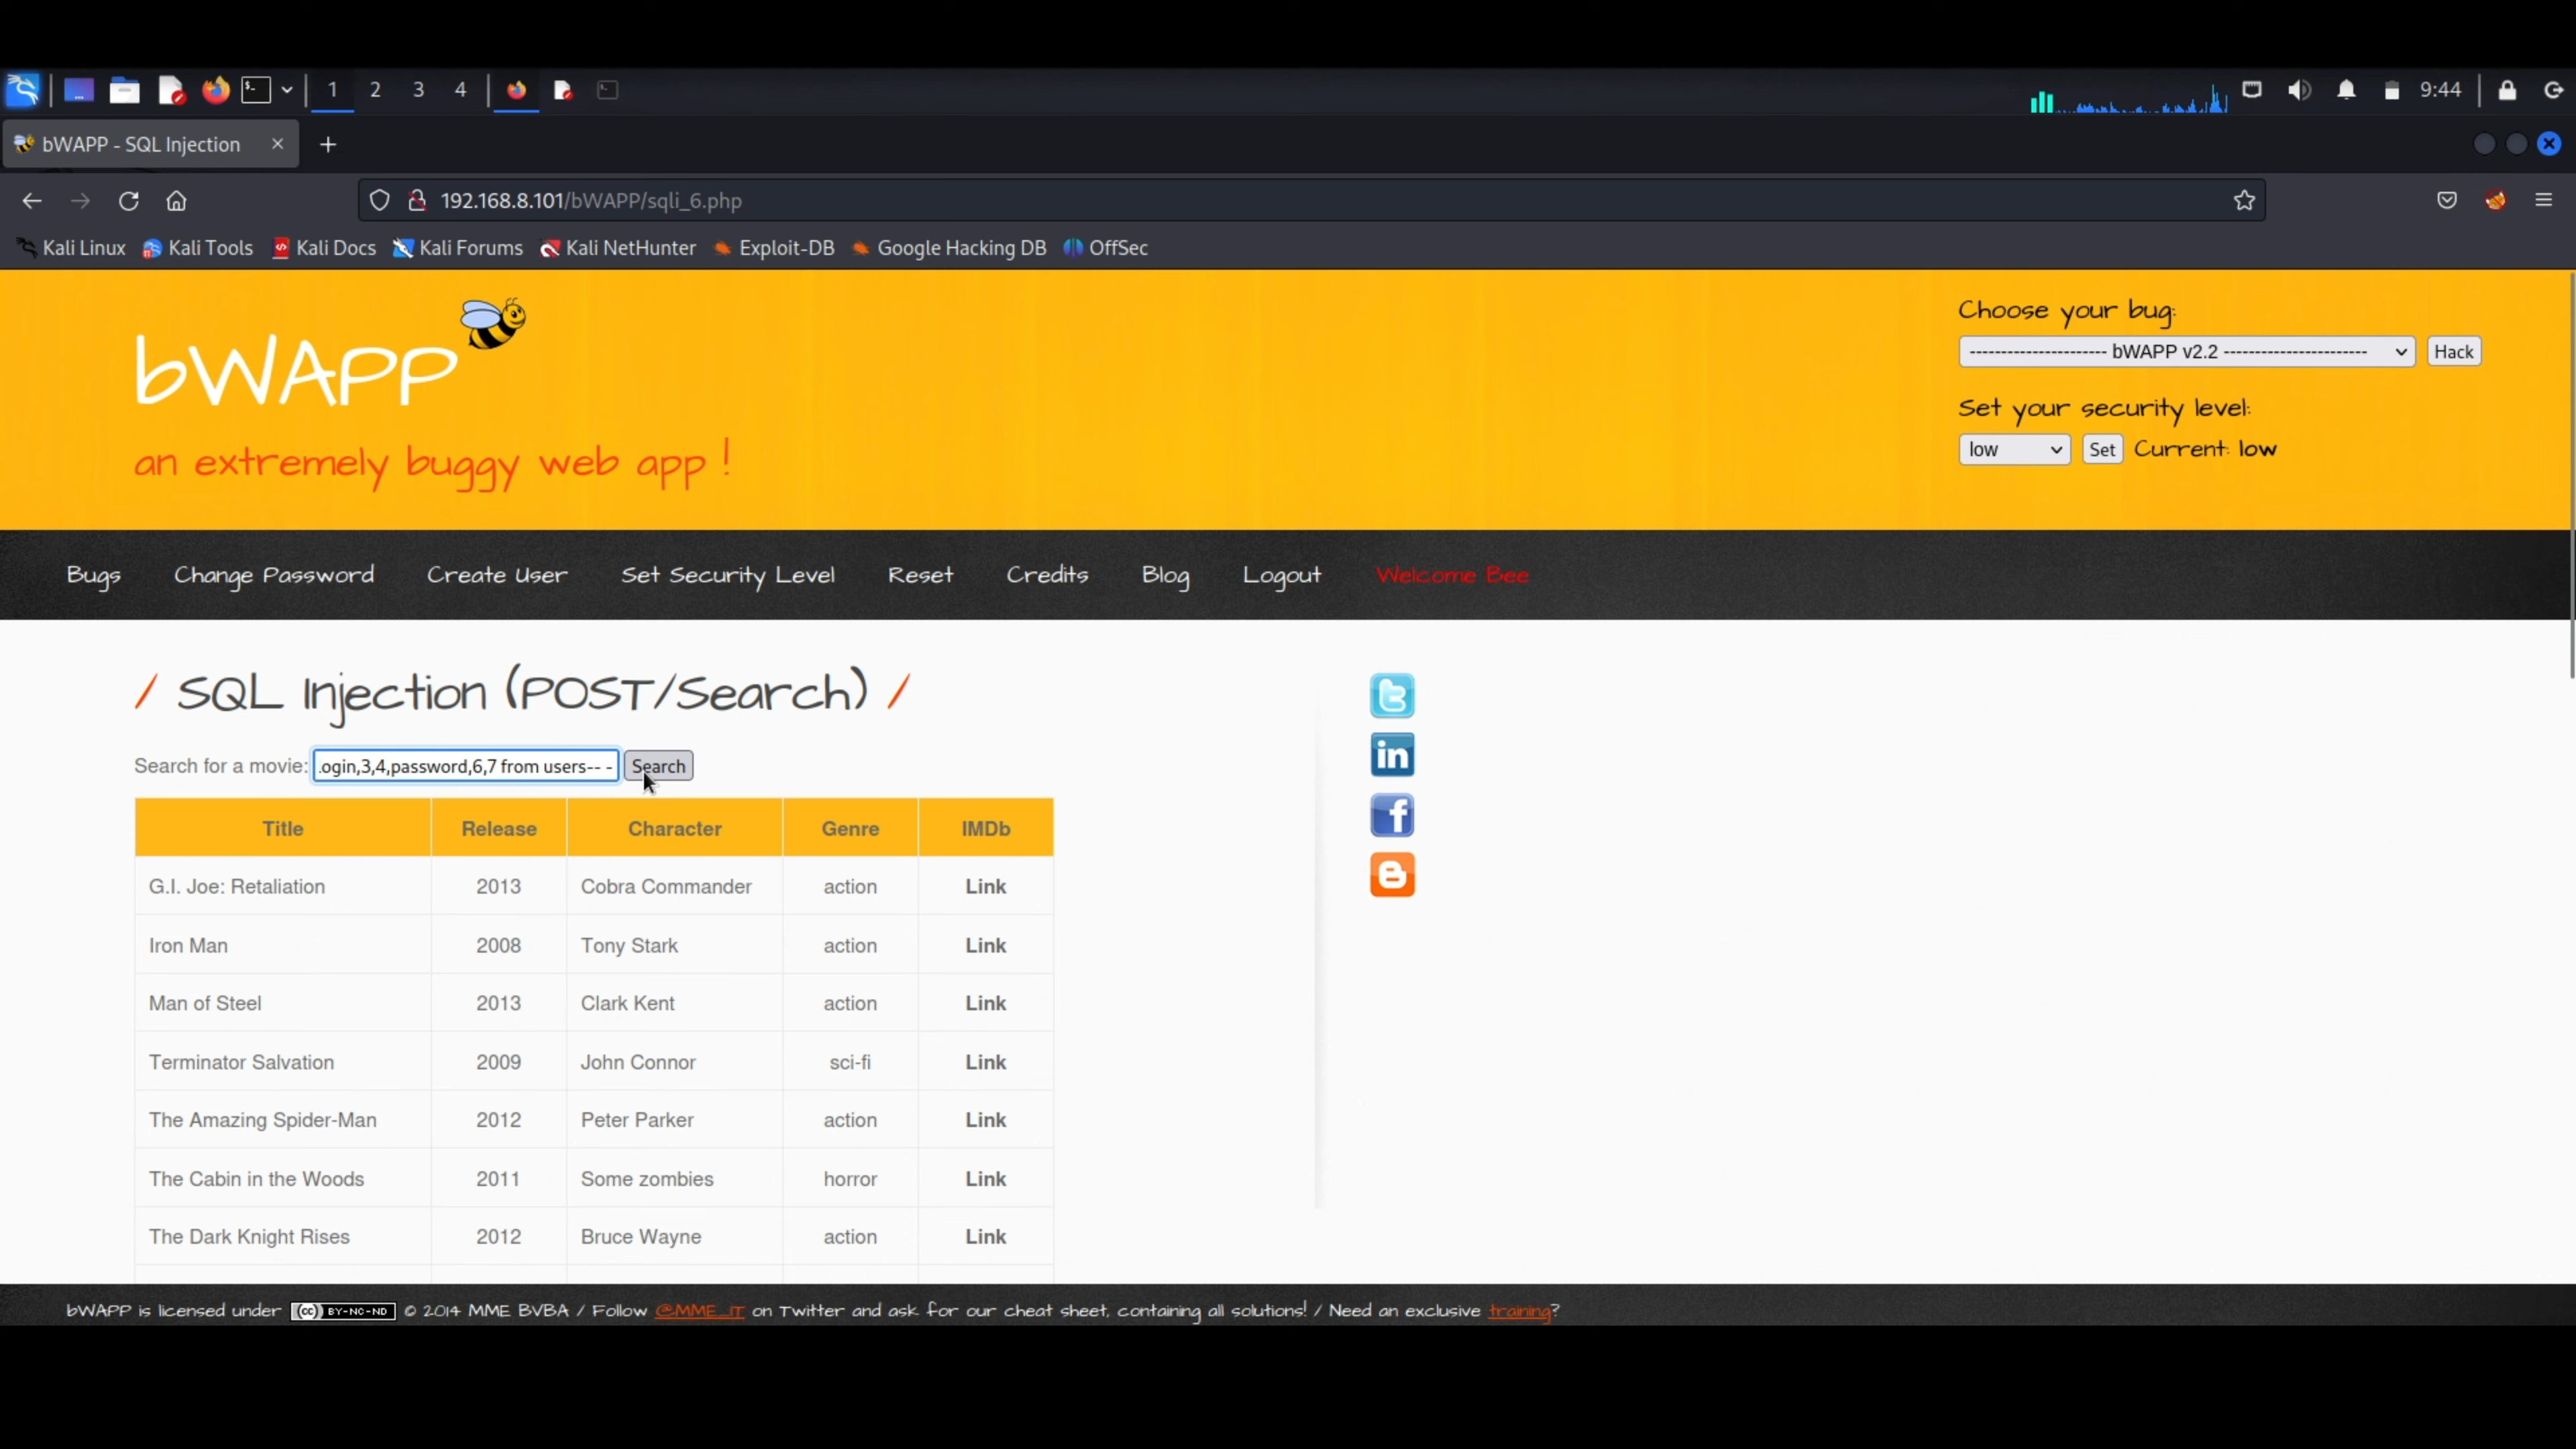 1 2 3 4 9:44
bWAPP - SQL Injection
192.168.8.101/bWAPP/sqli_6.php
Kali Linux Kali Tools Kali Docs Kali Forums Kali NetHunter Exploit-DB Google Hacking DB OffSec
bWAPP
an extremely buggy web app !
Choose your bug:
---------------------- bWAPP v2.2 ----------------------- Hack
Set your security level:
low Set Current: low
Bugs Change Password Create User Set Security Level Reset Credits Blog Logout Welcome Bee
/ SQL Injection (POST/Search) /
Search for a movie: login,3,4,password,6,7 from users-- - Search
Title Release Character Genre IMDb
G.I. Joe: Retaliation 2013 Cobra Commander action Link
Iron Man 2008 Tony Stark action Link
Man of Steel 2013 Clark Kent action Link
Terminator Salvation 2009 John Connor sci-fi Link
The Amazing Spider-Man 2012 Peter Parker action Link
The Cabin in the Woods 2011 Some zombies horror Link
The Dark Knight Rises 2012 Bruce Wayne action Link
bWAPP is licensed under (cc) BY-NC-ND © 2014 MME BVBA / Follow @MME_IT on Twitter and ask for our cheat sheet, containing all solutions! / Need an exclusive training?